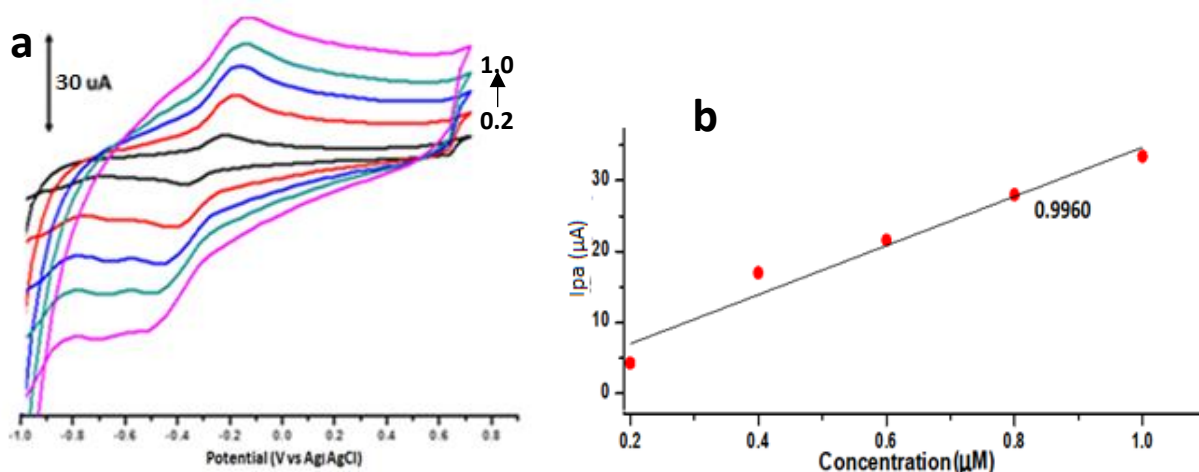 a
30 uA
1.0
0.2
-1.0 -0.8 -0.6 -0.4 -0.2 0.0 0.2 0.4 0.6 0.8
Potential (V vs Ag|AgCl)
b
30
20
10
0
Ipa (µA)
0.9960
0.2 0.4 0.6 0.8 1.0
Concentration(µM)